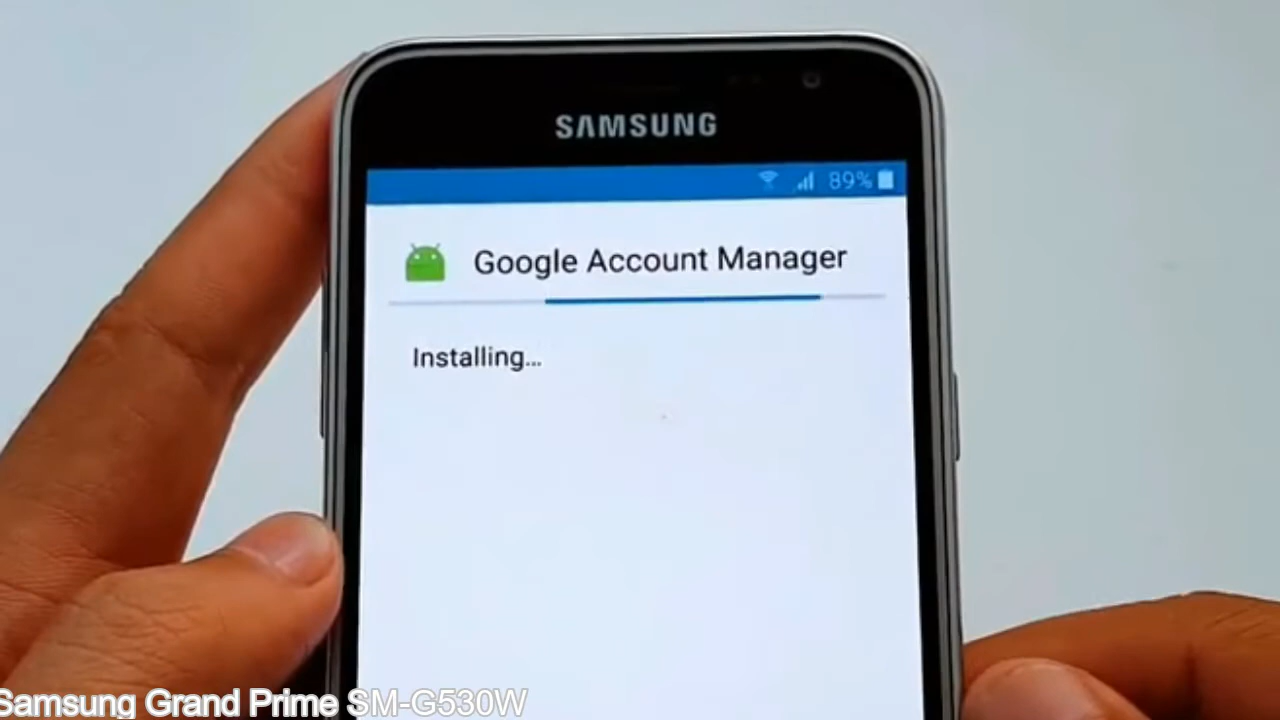 SAMSUNG
89%
Google Account Manager
Installing...
Samsung Grand Prime SM-G530W